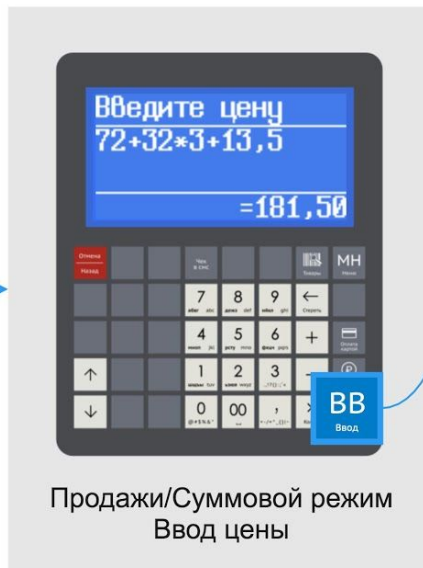 Введите цену
72+32*3+13,5
=181,50
Отмена
Назад
Чек
в смс
Товары
МН
Меню
7
8
9
←
Стереть
4
5
6
+
Оплата
картой
↑
1
2
3
-
↓
0
00
,
ВВ
Ввод
Продажи/Суммовой режим
Ввод цены